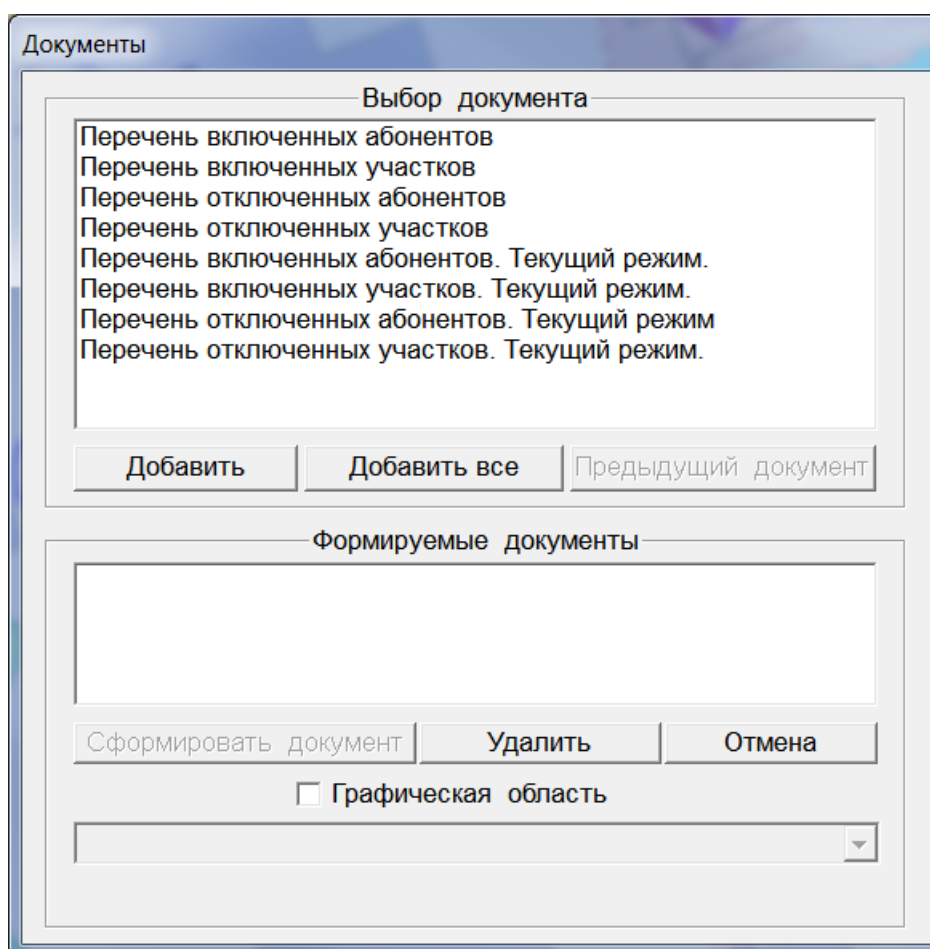 Документы
Выбор документа
Перечень включенных абонентов
Перечень включенных участков
Перечень отключенных абонентов
Перечень отключенных участков
Перечень включенных абонентов. Текущий режим.
Перечень включенных участков. Текущий режим.
Перечень отключенных абонентов. Текущий режим
Перечень отключенных участков. Текущий режим.
Добавить Добавить все Предыдущий документ
Формируемые документы
Сформировать документ Удалить Отмена
Графическая область